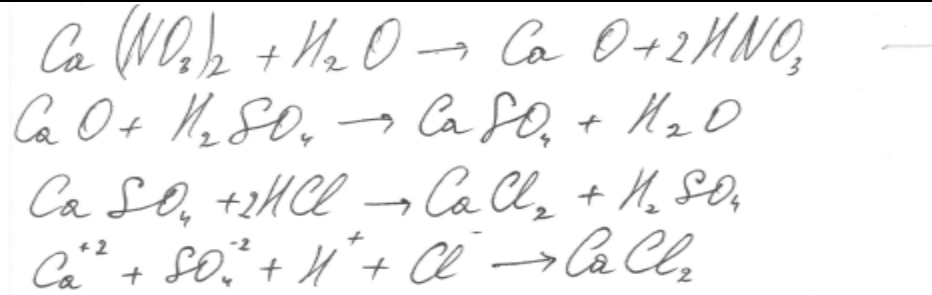 Ca(NO₃)₂ + H₂O → CaO + 2HNO₃
CaO + H₂SO₄ → CaSO₄ + H₂O
CaSO₄ + 2HCl → CaCl₂ + H₂SO₄
Ca⁺² + SO₄⁻² + H⁺ + Cl⁻ → CaCl₂